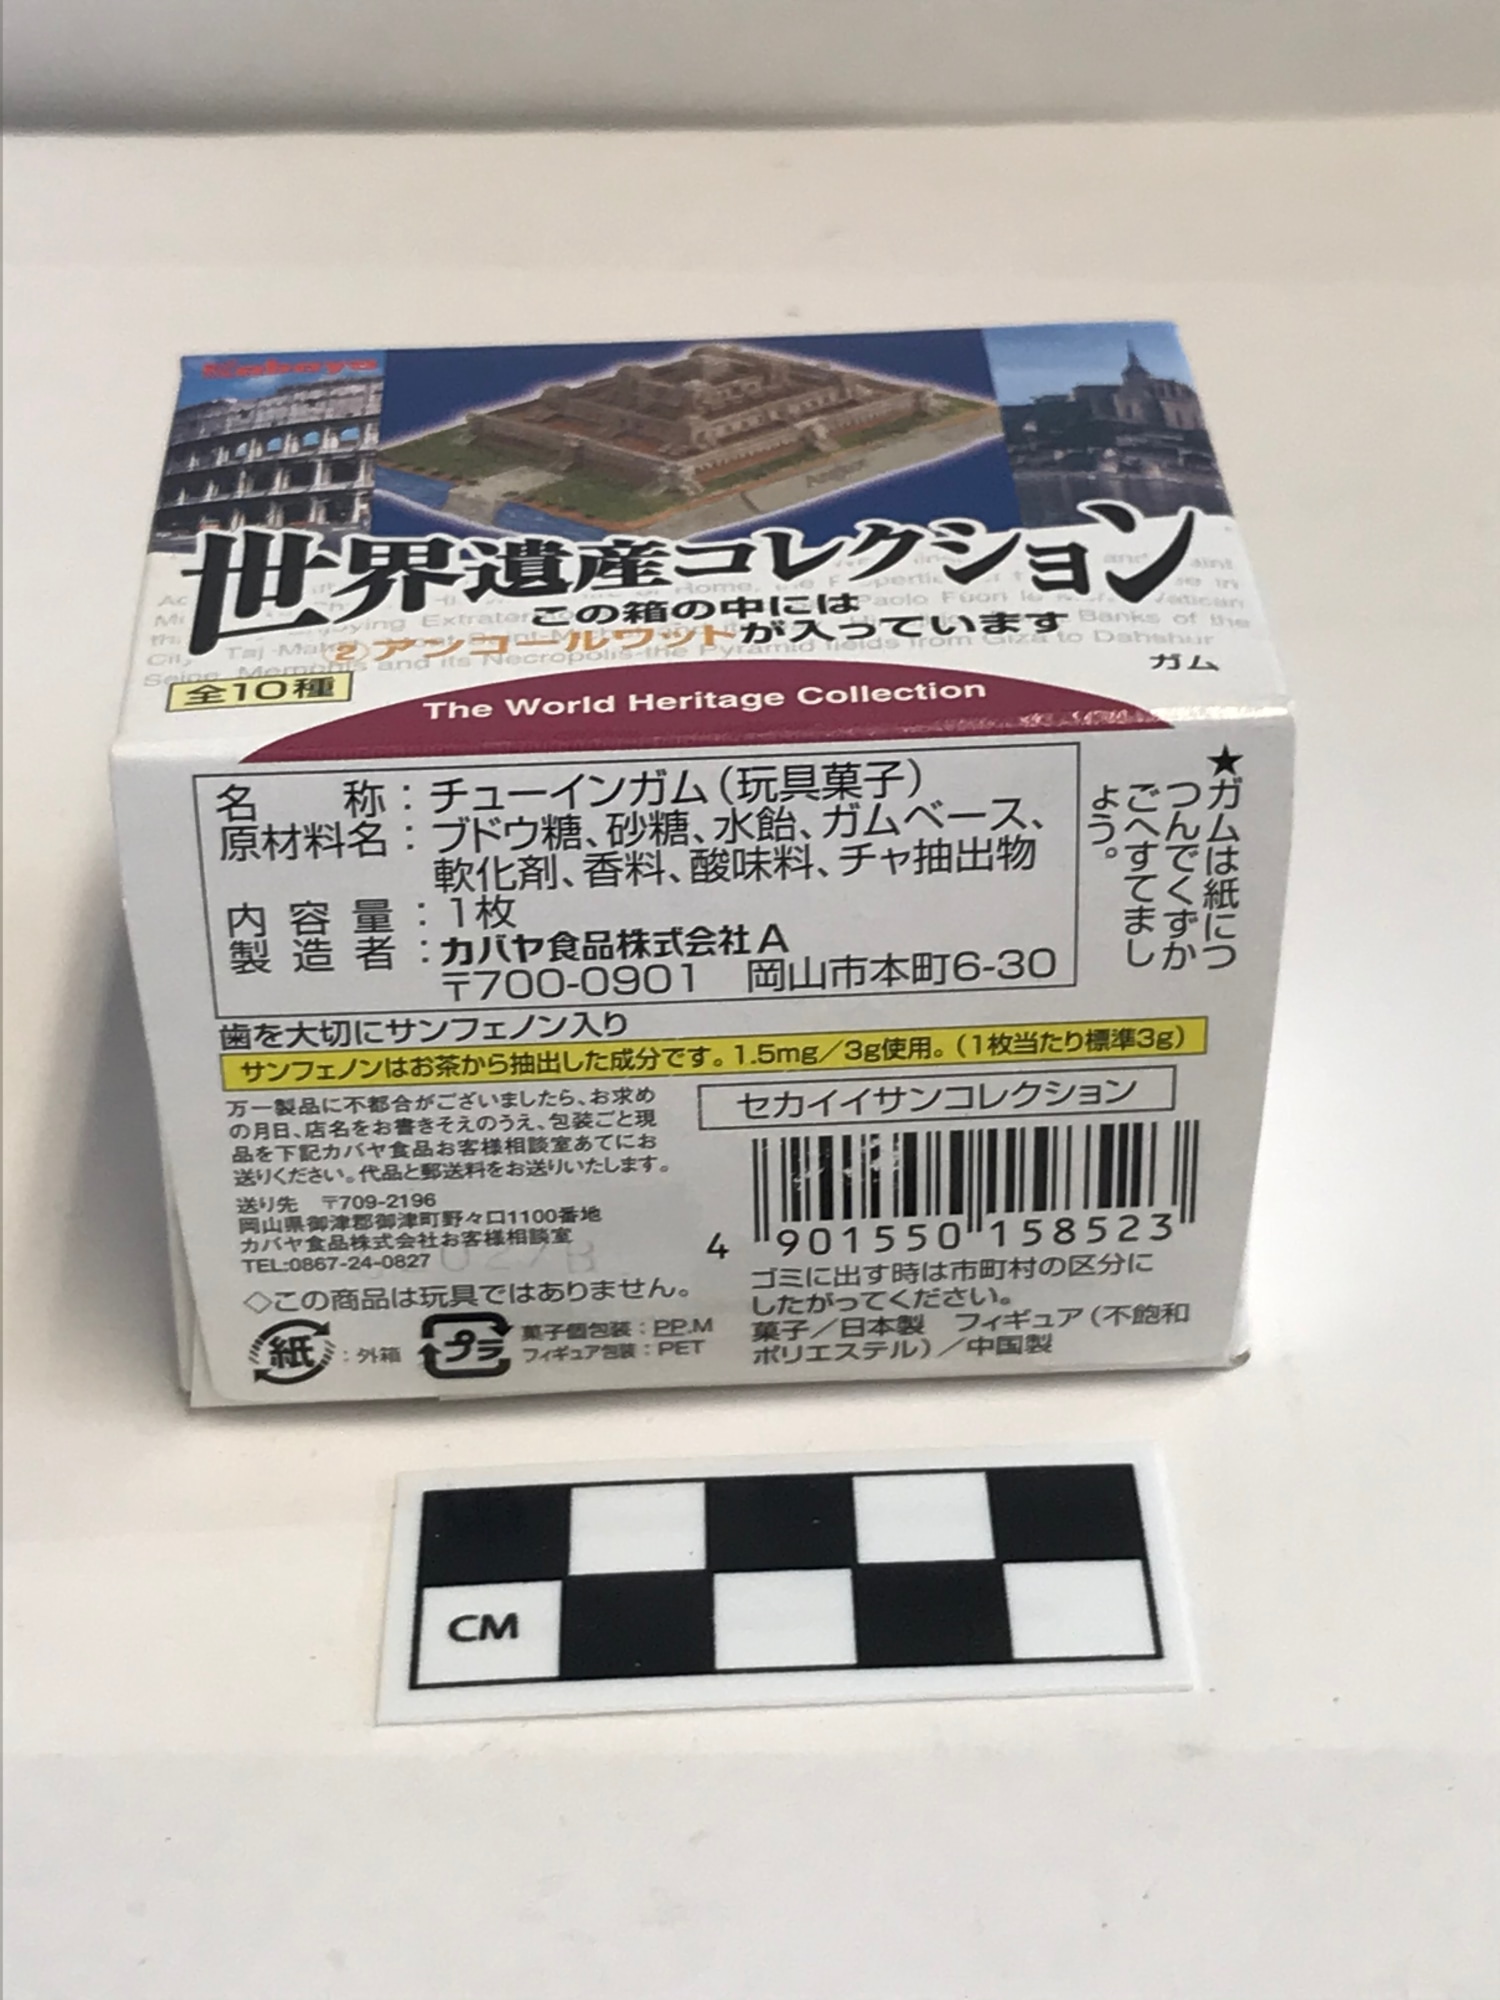 Kabaya
世界遺産コレクション
この箱の中には
②アンコールワットが入っています
ガム
全10種
The World Heritage Collection
名称：チューインガム（玩具菓子）
原材料名：ブドウ糖、砂糖、水飴、ガムベース、
軟化剤、香料、酸味料、チャ抽出物
内容量：1枚
製造者：カバヤ食品株式会社A
〒700-0901 岡山市本町6-30
★ガムは紙につ
つんでくずか
ごへすてまし
ょう。
歯を大切にサンフェノン入り
サンフェノンはお茶から抽出した成分です。1.5mg／3g使用。（1枚当たり標準3g）
万一製品に不都合がございましたら、お求め
の月日、店名をお書きそえのうえ、包装ごと現
品を下記カバヤ食品お客様相談室あてにお
送りください。代品と郵送料をお送りいたします。
送り先 〒709-2196
岡山県御津郡御津町野々口1100番地
カバヤ食品株式会社お客様相談室
TEL:0867-24-0827
◇この商品は玩具ではありません。
紙：外箱
プラ
菓子個包装：PP,M
フィギュア包装：PET
セカイイサンコレクション
4 901550 158523
ゴミに出す時は市町村の区分に
したがってください。
菓子／日本製 フィギュア（不飽和
ポリエステル）／中国製
CM